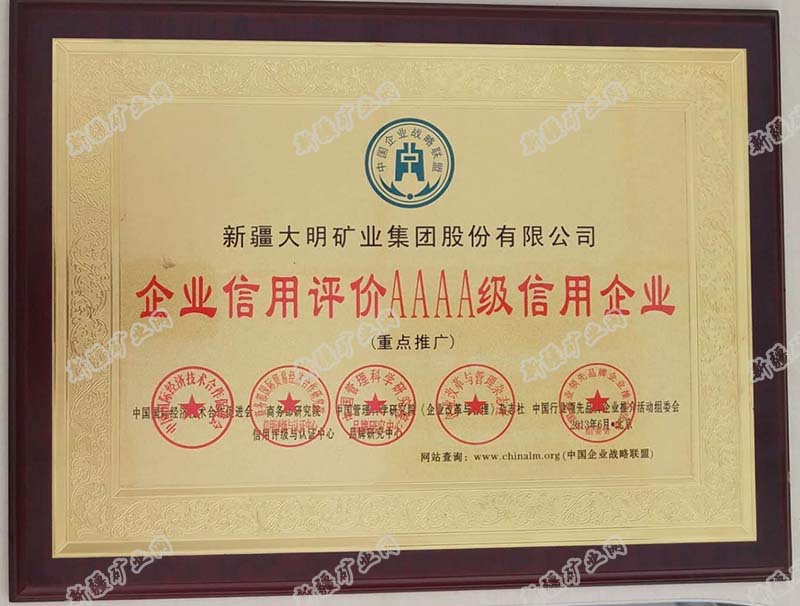 中国企业战略联盟
新疆大明矿业集团股份有限公司
企业信用评价AAAA级信用企业
(重点推广)
中国国际经济技术合作促进会 商务部研究院 中国管理科学研究院 《企业改革与管理》杂志社 中国行业领先品牌企业推介活动组委会
信用评级与认证中心 品牌研究中心 2013年6月·北京
网站查询：www.chinalm.org(中国企业战略联盟)
新疆矿业网
新疆矿业网
新疆矿业网
新疆矿业网
新疆矿业网